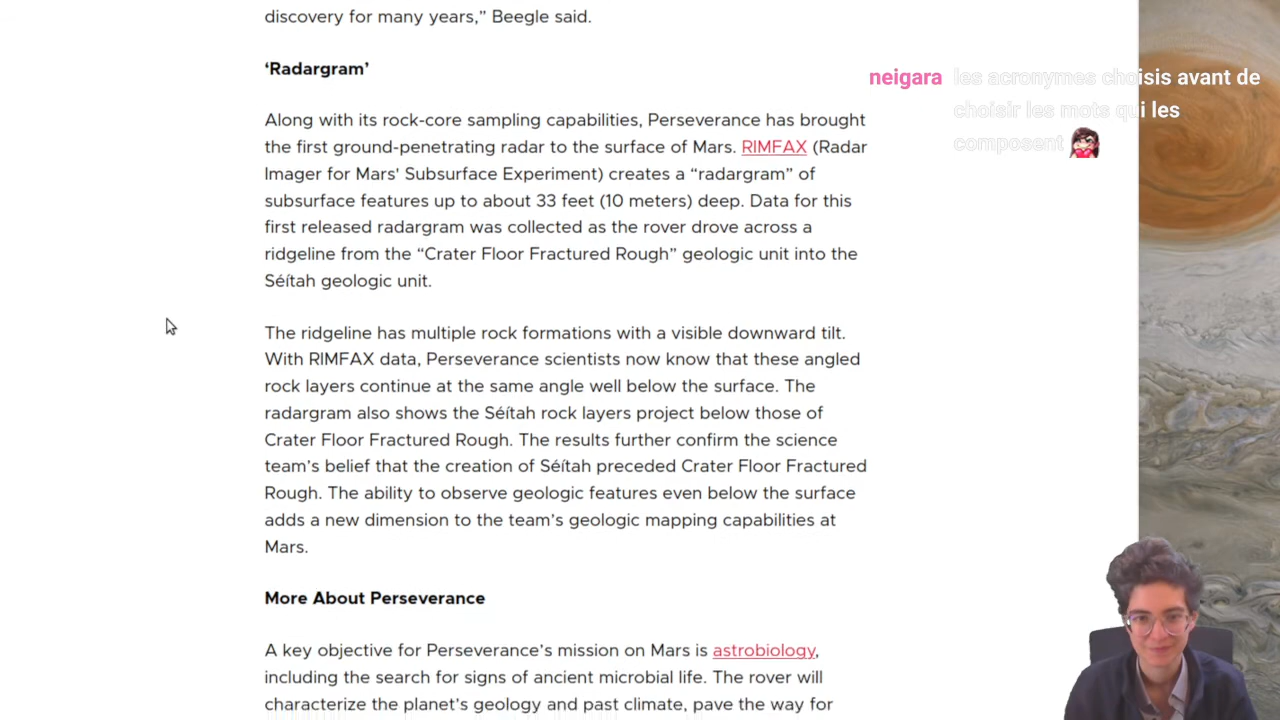 discovery for many years,” Beegle said.
‘Radargram’
Along with its rock-core sampling capabilities, Perseverance has brought
the first ground-penetrating radar to the surface of Mars. RIMFAX (Radar
Imager for Mars' Subsurface Experiment) creates a “radargram” of
subsurface features up to about 33 feet (10 meters) deep. Data for this
first released radargram was collected as the rover drove across a
ridgeline from the “Crater Floor Fractured Rough” geologic unit into the
Séítah geologic unit.
The ridgeline has multiple rock formations with a visible downward tilt.
With RIMFAX data, Perseverance scientists now know that these angled
rock layers continue at the same angle well below the surface. The
radargram also shows the Séítah rock layers project below those of
Crater Floor Fractured Rough. The results further confirm the science
team’s belief that the creation of Séítah preceded Crater Floor Fractured
Rough. The ability to observe geologic features even below the surface
adds a new dimension to the team’s geologic mapping capabilities at
Mars.
More About Perseverance
A key objective for Perseverance’s mission on Mars is astrobiology,
including the search for signs of ancient microbial life. The rover will
characterize the planet’s geology and past climate, pave the way for
neigara les acronymes choisis avant de
choisir les mots qui les
composent